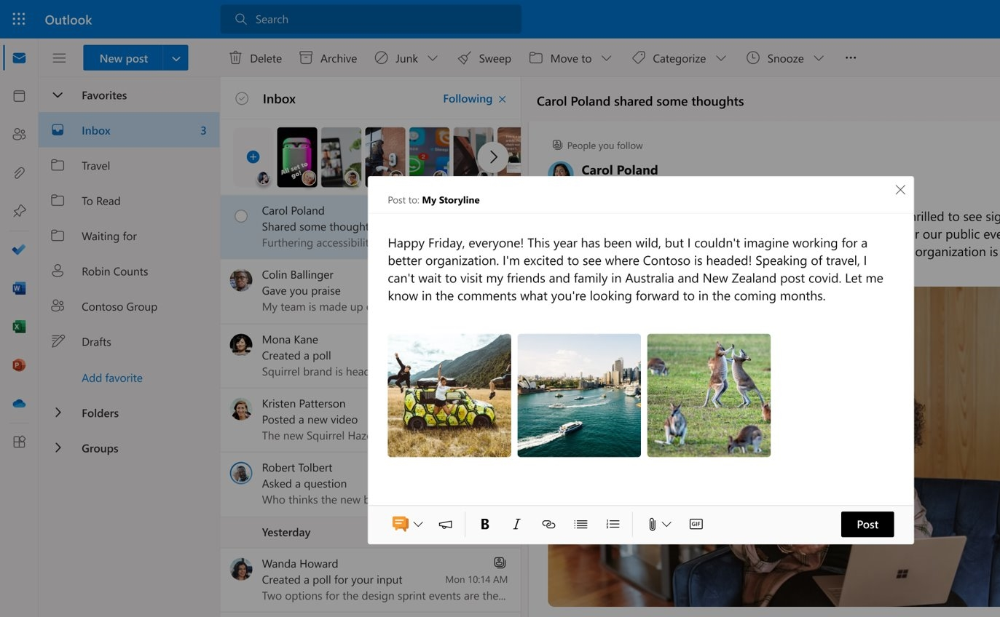 Outlook
Search
New post
Delete
Archive
Junk
Sweep
Move to
Categorize
Snooze
Favorites
Inbox 3
Travel
To Read
Waiting for
Robin Counts
Contoso Group
Drafts
Add favorite
Folders
Groups
Inbox
Following
All set to
go!
Carol Poland
Shared some thought
Furthering accessibilit
Colin Ballinger
Gave you praise
My team is made up
Mona Kane
Created a poll
Squirrel brand is head
Kristen Patterson
Posted a new video
The new Squirrel Haz
Robert Tolbert
Asked a question
Who thinks the new b
Yesterday
Wanda Howard
Created a poll for your input Mon 10:14 AM
Two options for the design sprint events are the...
Carol Poland shared some thoughts
People you follow
Carol Poland
hrilled to see sig
r our public eve
organization is
Post to: My Storyline
Happy Friday, everyone! This year has been wild, but I couldn't imagine working for a
better organization. I'm excited to see where Contoso is headed! Speaking of travel, I
can't wait to visit my friends and family in Australia and New Zealand post covid. Let me
know in the comments what you're looking forward to in the coming months.
B
I
GIF
Post